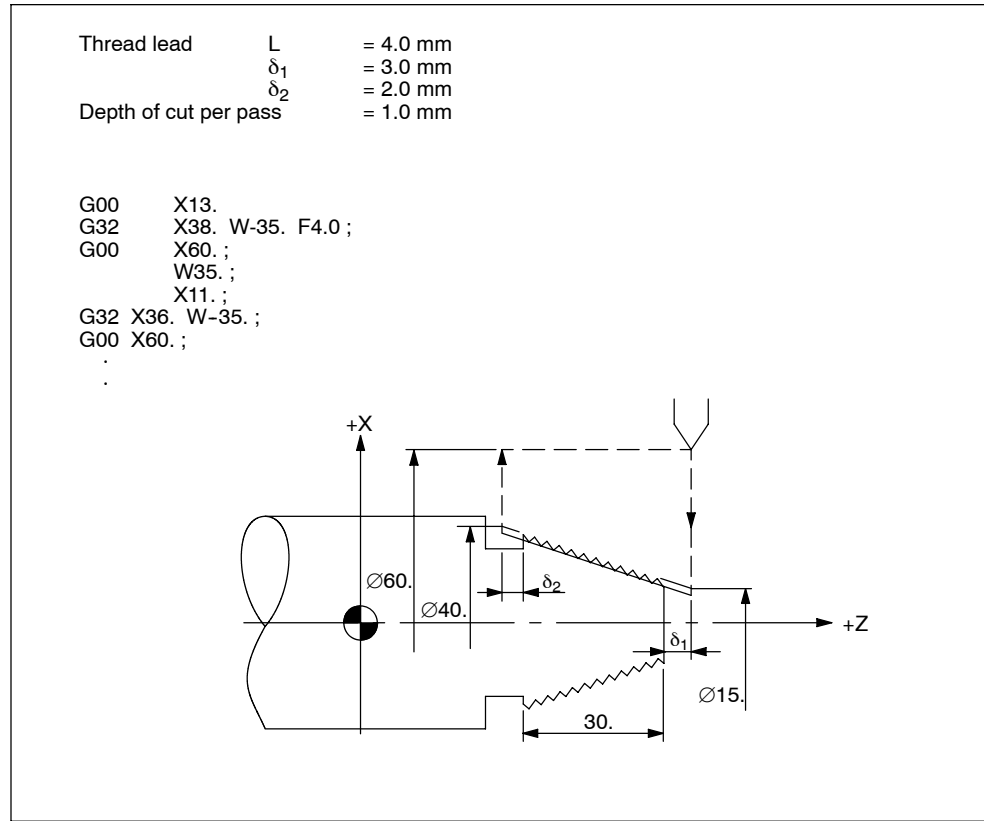 Thread lead L = 4.0 mm
δ1 = 3.0 mm
δ2 = 2.0 mm
Depth of cut per pass = 1.0 mm
G00 X13.
G32 X38. W-35. F4.0 ;
G00 X60. ;
W35. ;
X11. ;
G32 X36. W-35. ;
G00 X60. ;
.
.
+X
∅60.
δ2
∅40.
+Z
δ1
∅15.
30.